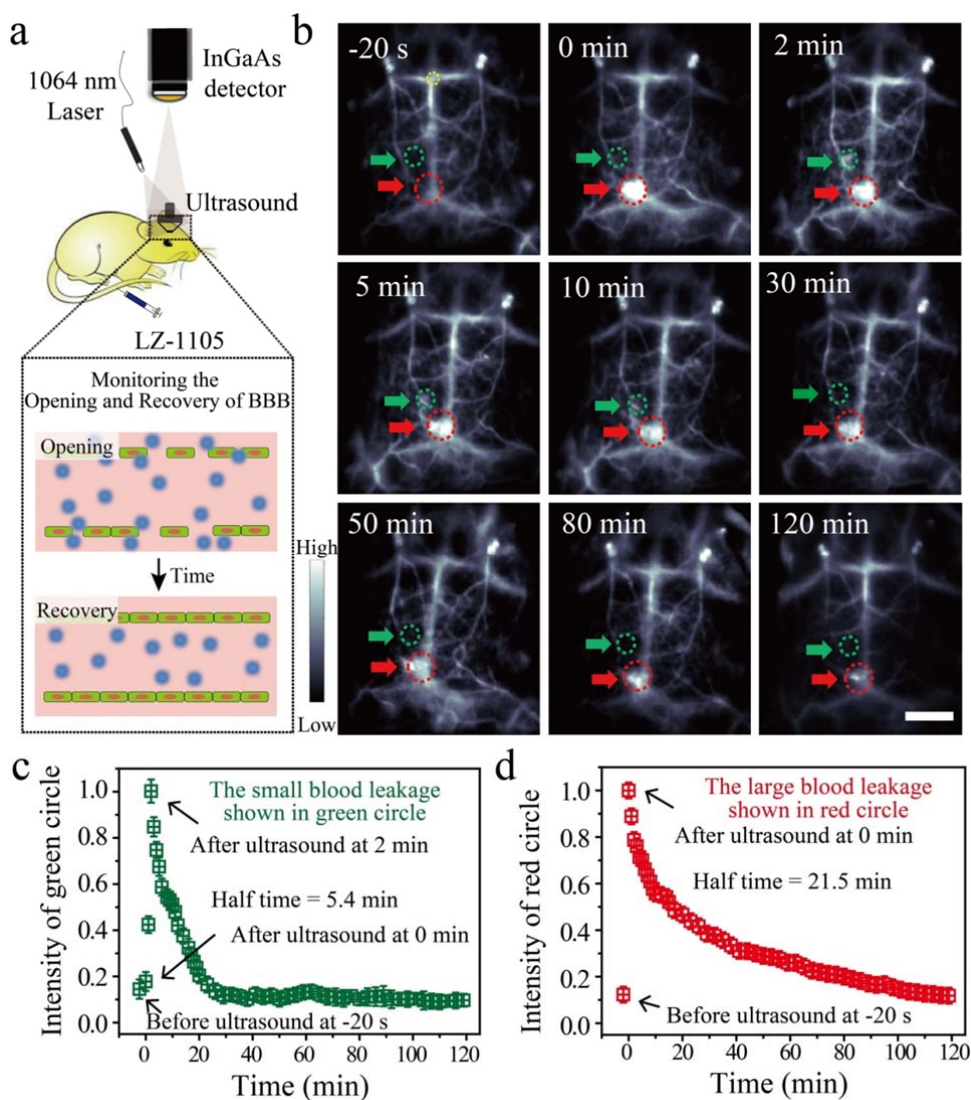 a
1064 nm
Laser
InGaAs
detector
Ultrasound
LZ-1105
Monitoring the
Opening and Recovery of BBB
Opening
Time
Recovery
High
Low
b
-20 s
0 min
2 min
5 min
10 min
30 min
50 min
80 min
120 min
c
Intensity of green circle
1.0
0.8
0.6
0.4
0.2
0.0
The small blood leakage
shown in green circle
After ultrasound at 2 min
Half time = 5.4 min
After ultrasound at 0 min
Before ultrasound at -20 s
0 20 40 60 80 100 120
Time (min)
d
Intensity of red circle
1.0
0.8
0.6
0.4
0.2
0.0
The large blood leakage
shown in red circle
After ultrasound at 0 min
Half time = 21.5 min
Before ultrasound at -20 s
0 20 40 60 80 100 120
Time (min)